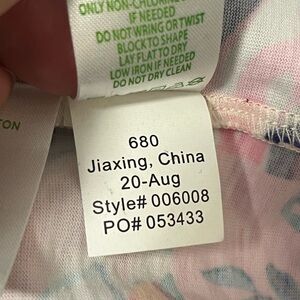 ONLY NON-CHLORINE
IF NEEDED
DO NOT WRING OR TWIST
BLOCK TO SHAPE
LAY FLAT TO DRY
LOW IRON IF NEEDED
DO NOT DRY CLEAN
TON
680
Jiaxing, China
20-Aug
Style# 006008
PO# 053433